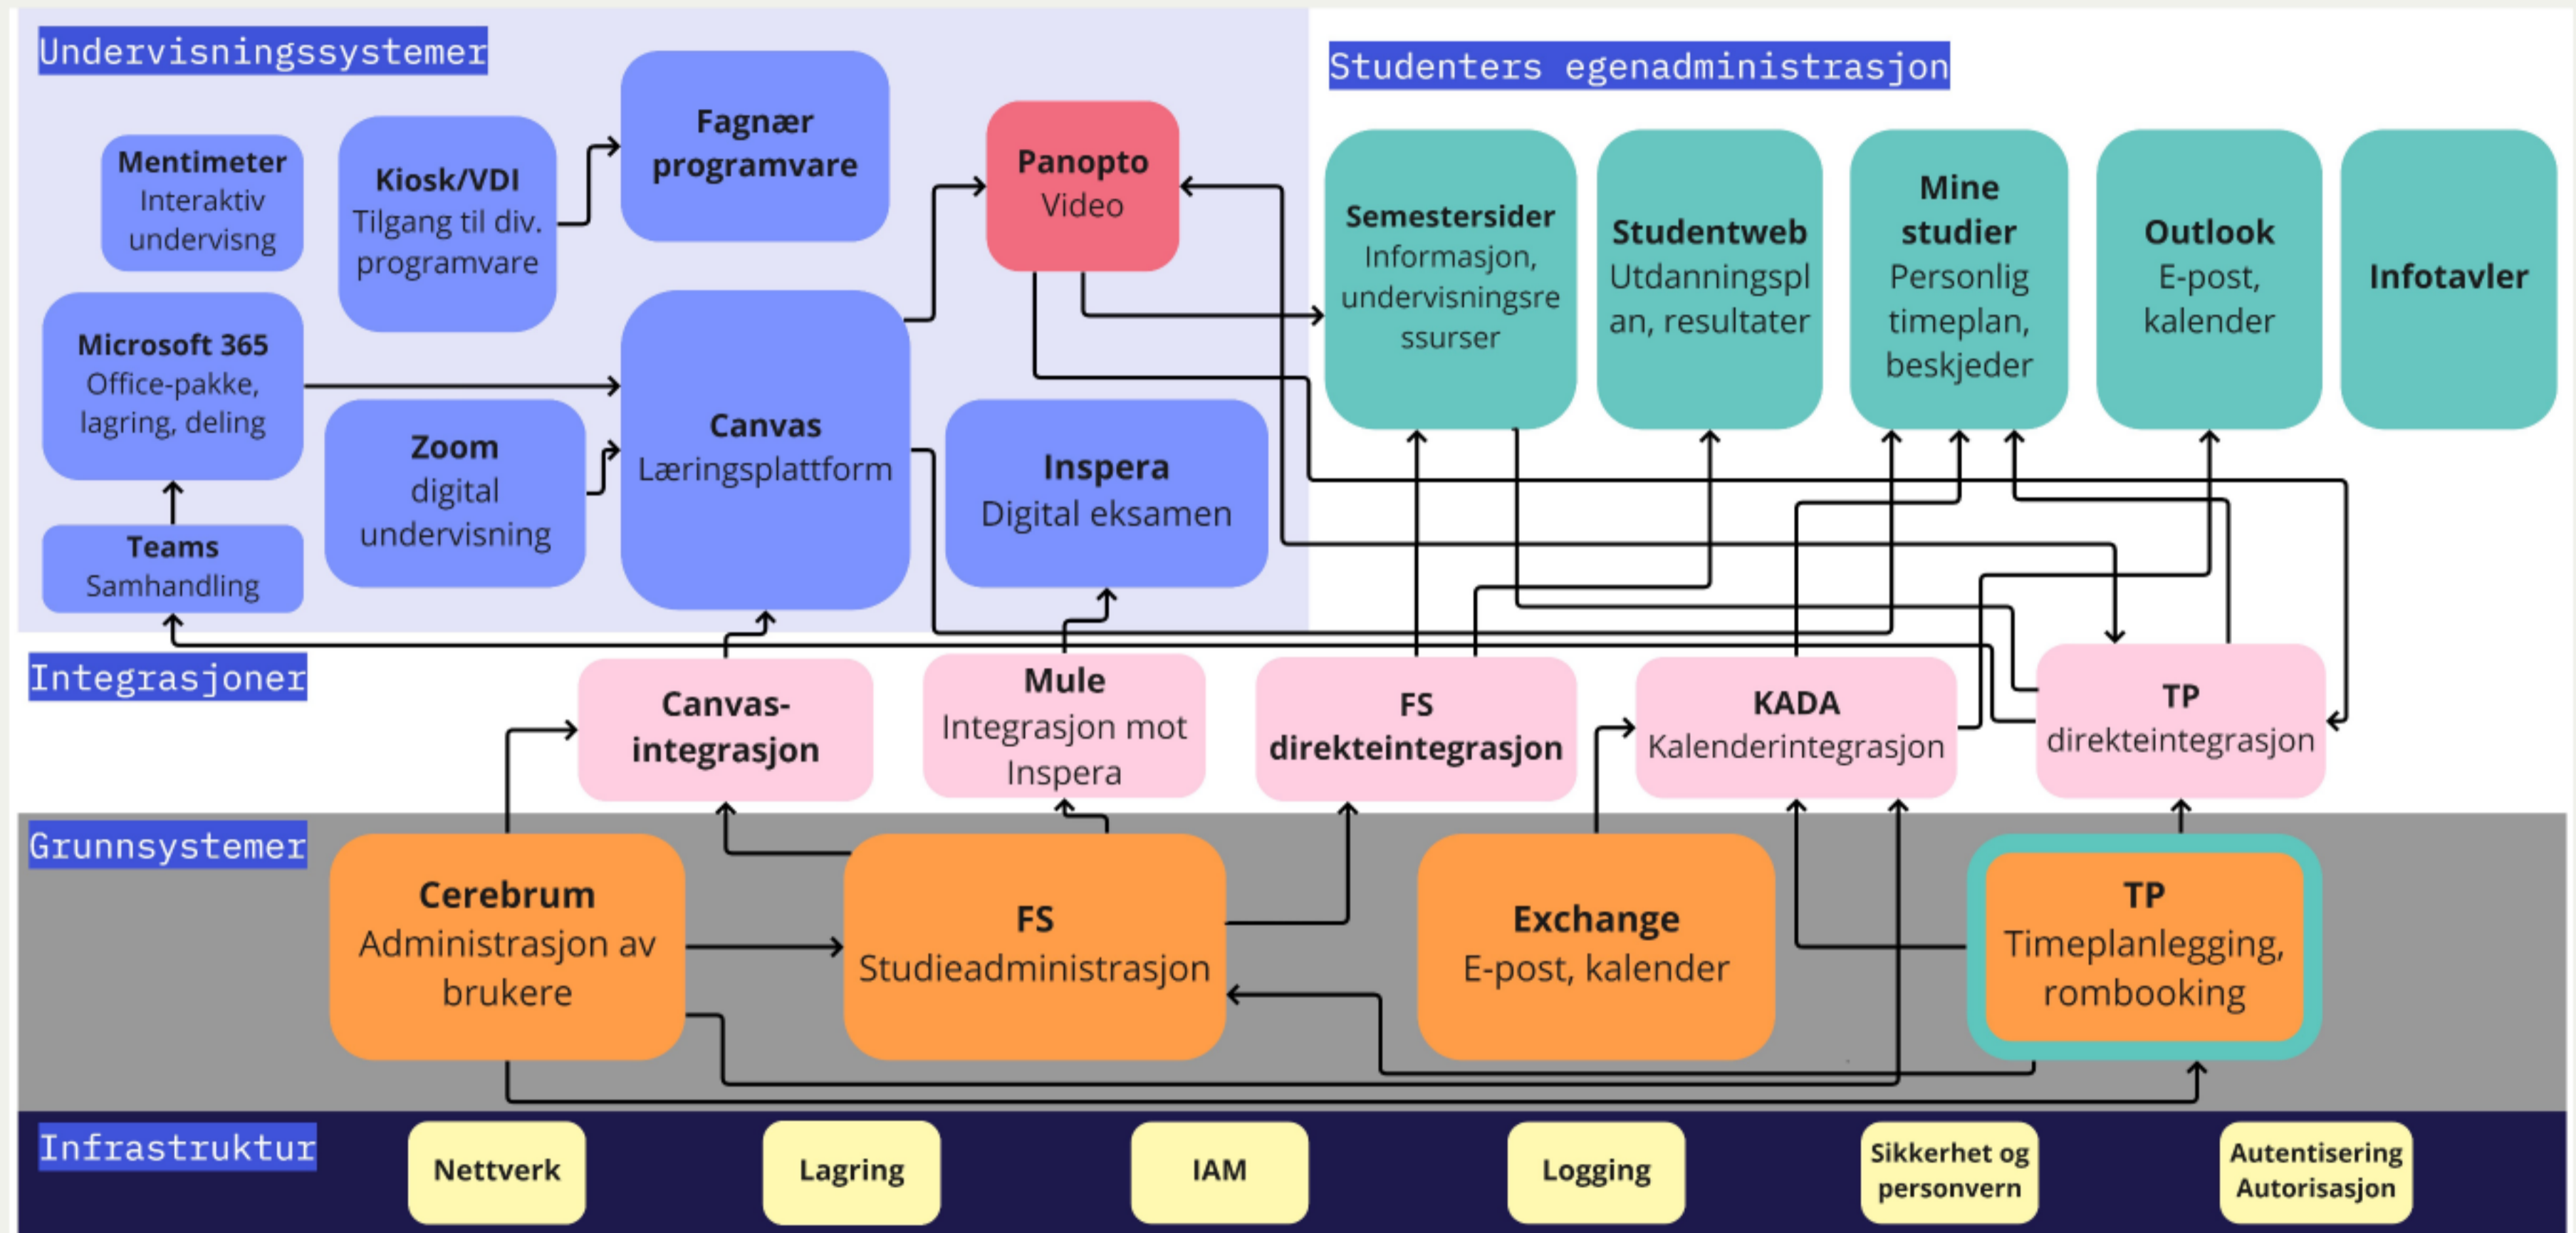 Undervisningssystemer
Studenters egenadministrasjon
Mentimeter
Interaktiv
undervisng
Kiosk/VDI
Tilgang til div.
programvare
Fagnær
programvare
Panopto
Video
Semestersider
Informasjon,
undervisningsre
ssurser
Studentweb
Utdanningspl
an, resultater
Mine
studier
Personlig
timeplan,
beskjeder
Outlook
E-post,
kalender
Infotavler
Microsoft 365
Office-pakke,
lagring, deling
Zoom
digital
undervisning
Canvas
Læringsplattform
Inspera
Digital eksamen
Teams
Samhandling
Integrasjoner
Canvas-
integrasjon
Mule
Integrasjon mot
Inspera
FS
direkteintegrasjon
KADA
Kalenderintegrasjon
TP
direkteintegrasjon
Grunnsystemer
Cerebrum
Administrasjon av
brukere
FS
Studieadministrasjon
Exchange
E-post, kalender
TP
Timeplanlegging,
rombooking
Infrastruktur
Nettverk
Lagring
IAM
Logging
Sikkerhet og
personvern
Autentisering
Autorisasjon